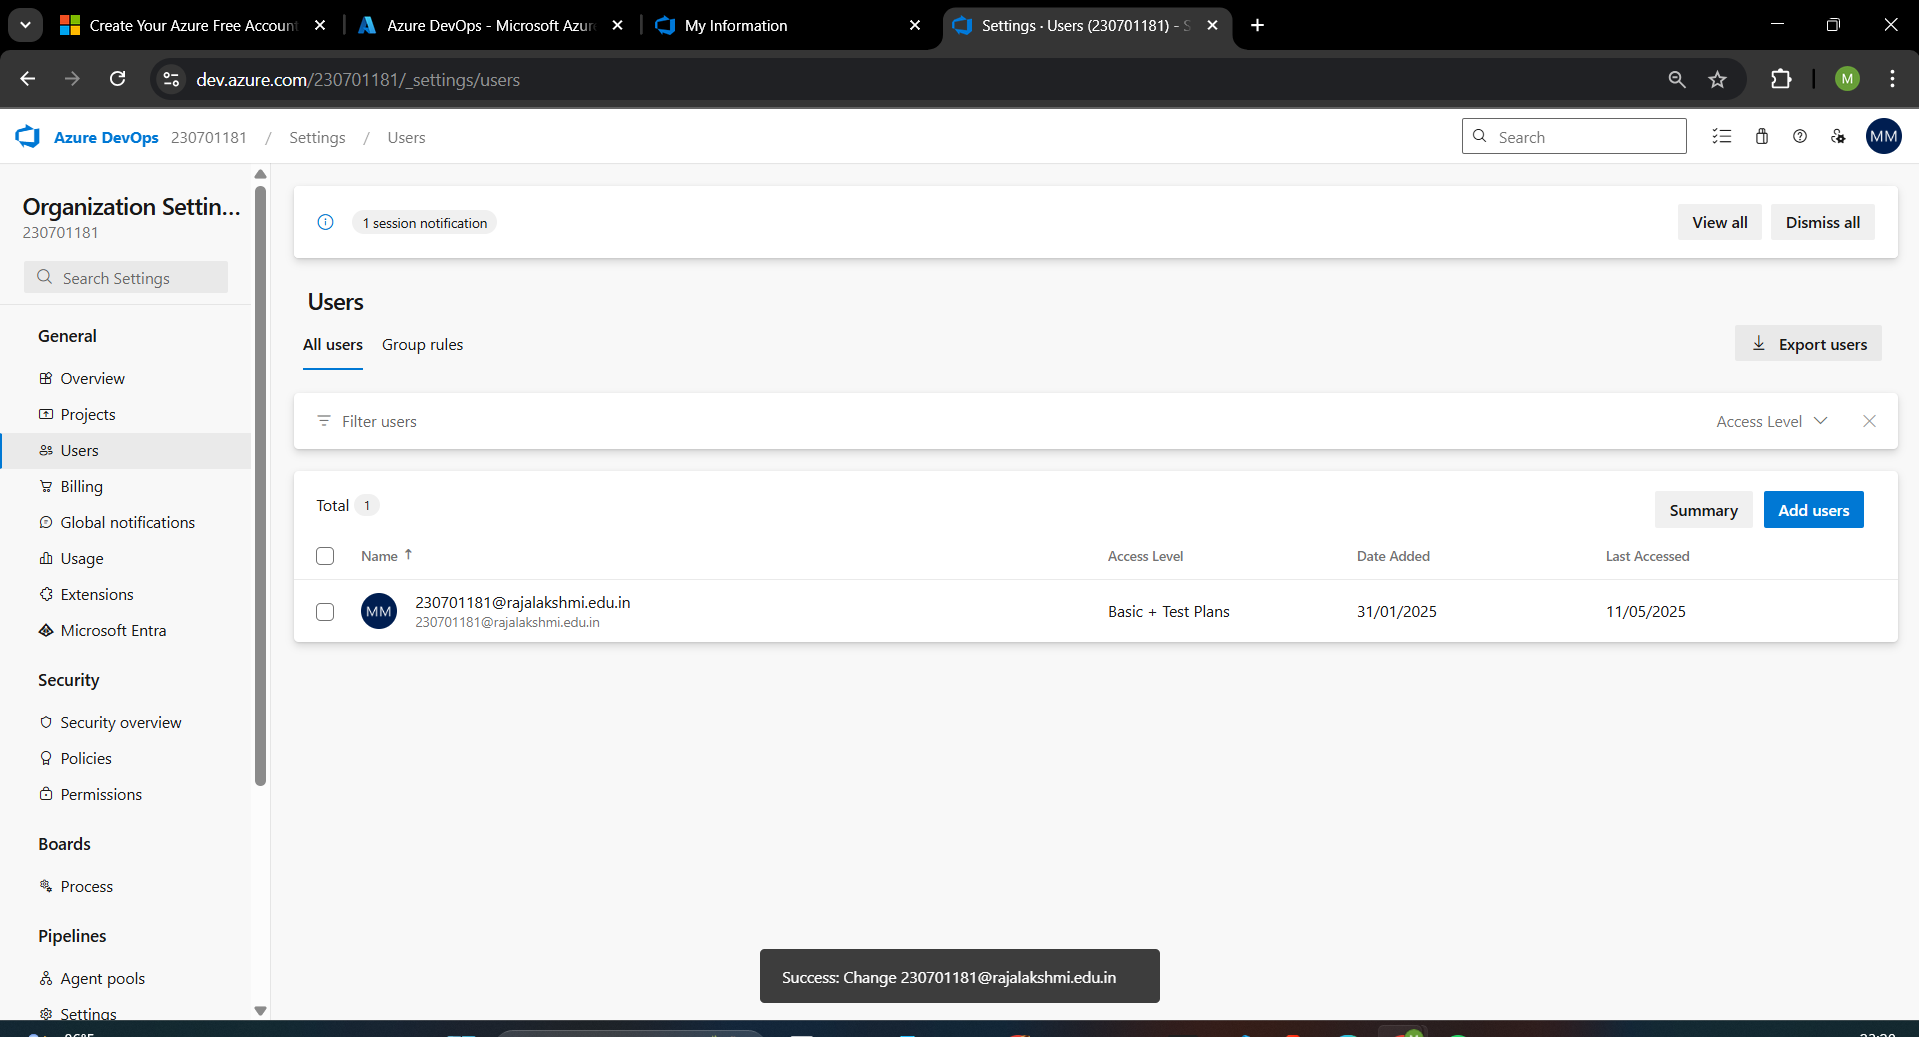 Create Your Azure Free Account
Azure DevOps - Microsoft Azur
My Information
Settings · Users (230701181) - S
dev.azure.com/230701181/_settings/users
M
Azure DevOps 230701181 / Settings / Users
Search
MM
Organization Settin...
230701181
Search Settings
General
Overview
Projects
Users
Billing
Global notifications
Usage
Extensions
Microsoft Entra
Security
Security overview
Policies
Permissions
Boards
Process
Pipelines
Agent pools
Settings
1 session notification
View all
Dismiss all
Users
All users
Group rules
Export users
Filter users
Access Level
Total 1
Summary
Add users
Name ↑
Access Level
Date Added
Last Accessed
MM
230701181@rajalakshmi.edu.in
230701181@rajalakshmi.edu.in
Basic + Test Plans
31/01/2025
11/05/2025
Success: Change 230701181@rajalakshmi.edu.in